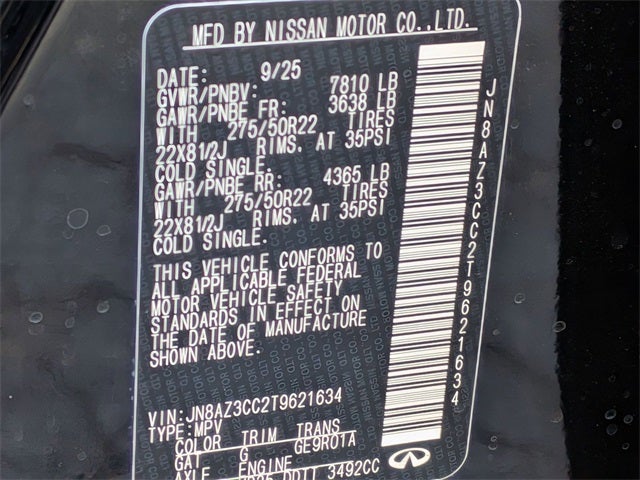 MFD BY NISSAN MOTOR CO.,LTD.
DATE: 9/25
GVWR/PNBV: 7810 LB
GAWR/PNBE FR: 3638 LB
WITH 275/50R22 TIRES
22X81/2J RIMS. AT 35PSI
COLD SINGLE.
GAWR/PNBE RR: 4365 LB
WITH 275/50R22 TIRES
22X81/2J RIMS. AT 35PSI
COLD SINGLE.
THIS VEHICLE CONFORMS TO
ALL APPLICABLE FEDERAL
MOTOR VEHICLE SAFETY
STANDARDS IN EFFECT ON
THE DATE OF MANUFACTURE
SHOWN ABOVE.
VIN:JN8AZ3CC2T9621634
TYPE:MPV
COLOR TRIM TRANS
GAT G GE9R01A
AXLE ENGINE
3492CC
JN8AZ3CC2T9621634